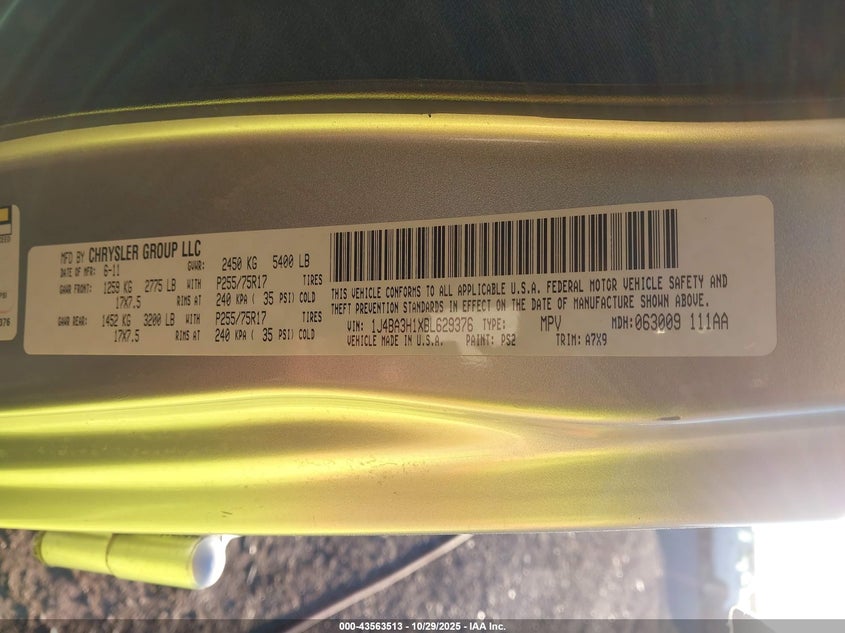 MFD BY CHRYSLER GROUP LLC
DATE OF MFR: 6-11 GVWR: 2450 KG 5400 LB
GAWR FRONT: 1259 KG 2775 LB WITH P255/75R17 TIRES
17X7.5 RIMS AT 240 KPA ( 35 PSI) COLD
GAWR REAR: 1452 KG 3200 LB WITH P255/75R17 TIRES
17X7.5 RIMS AT 240 KPA ( 35 PSI) COLD
THIS VEHICLE CONFORMS TO ALL APPLICABLE U.S.A. FEDERAL MOTOR VEHICLE SAFETY AND
THEFT PREVENTION STANDARDS IN EFFECT ON THE DATE OF MANUFACTURE SHOWN ABOVE.
VIN: 1J4BA3H1XBL629376 TYPE: MPV MDH: 063009 111AA
VEHICLE MADE IN U.S.A. PAINT: PS2 TRIM: A7X9
PSI
376
000-43563513 - 10/29/2025 - IAA Inc.